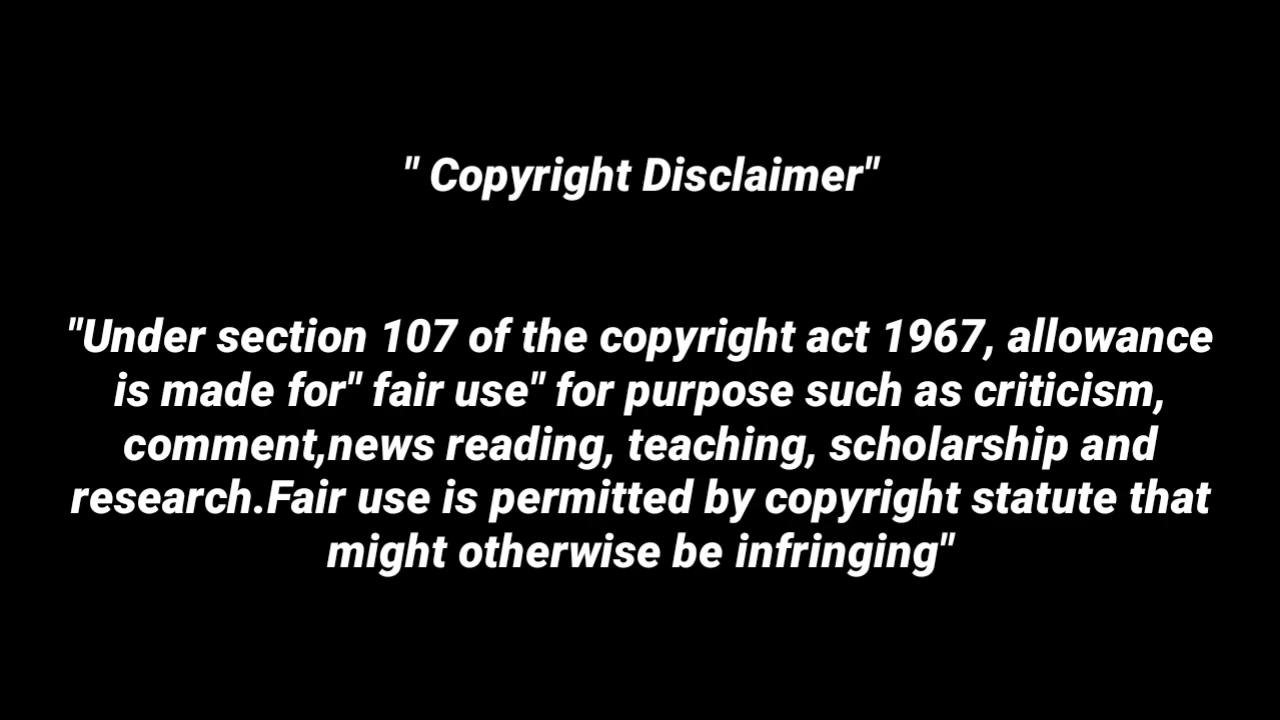 " Copyright Disclaimer"
"Under section 107 of the copyright act 1967, allowance
is made for" fair use" for purpose such as criticism,
comment,news reading, teaching, scholarship and
research.Fair use is permitted by copyright statute that
might otherwise be infringing"